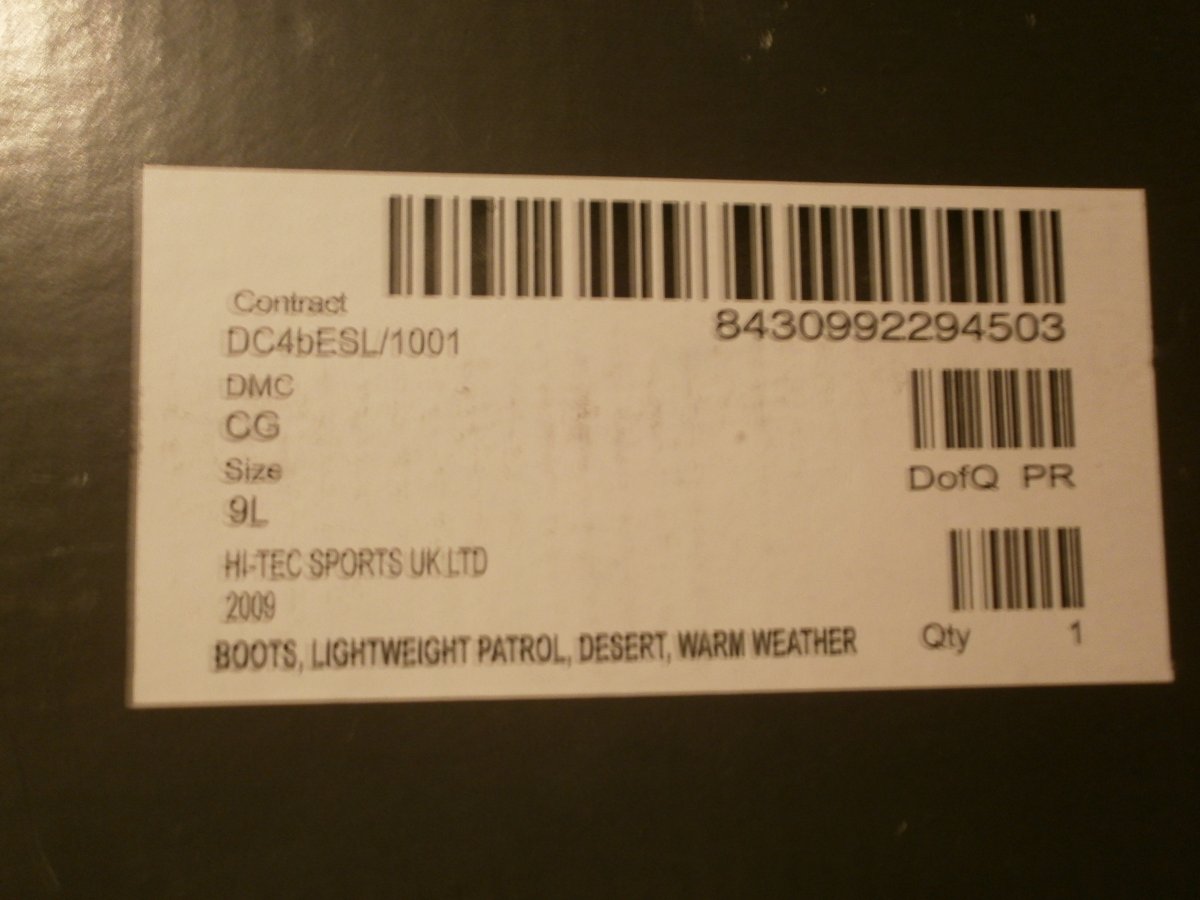 8430992294503
Contract
DC4bESL/1001
DMC
CG
Size
9L
DofQ PR
HI-TEC SPORTS UK LTD
2009
BOOTS, LIGHTWEIGHT PATROL, DESERT, WARM WEATHER
Qty 1